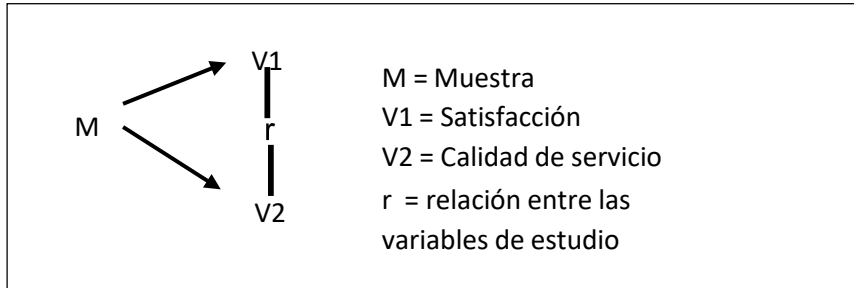 V1
M
r
V2
M = Muestra
V1 = Satisfacción
V2 = Calidad de servicio
r = relación entre las
variables de estudio